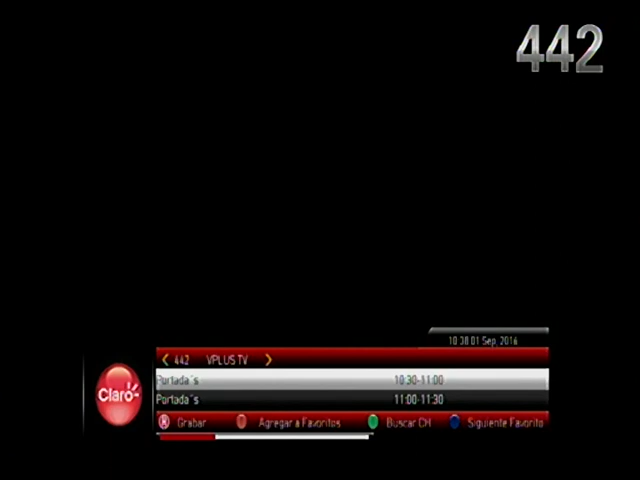 442
10:38 01 Sep, 2016
442 VPLUS TV
Portada´s 10:30-11:00
Portada´s 11:00-11:30
Claro
Grabar Agregar a Favoritos Buscar CH Siguiente Favorito